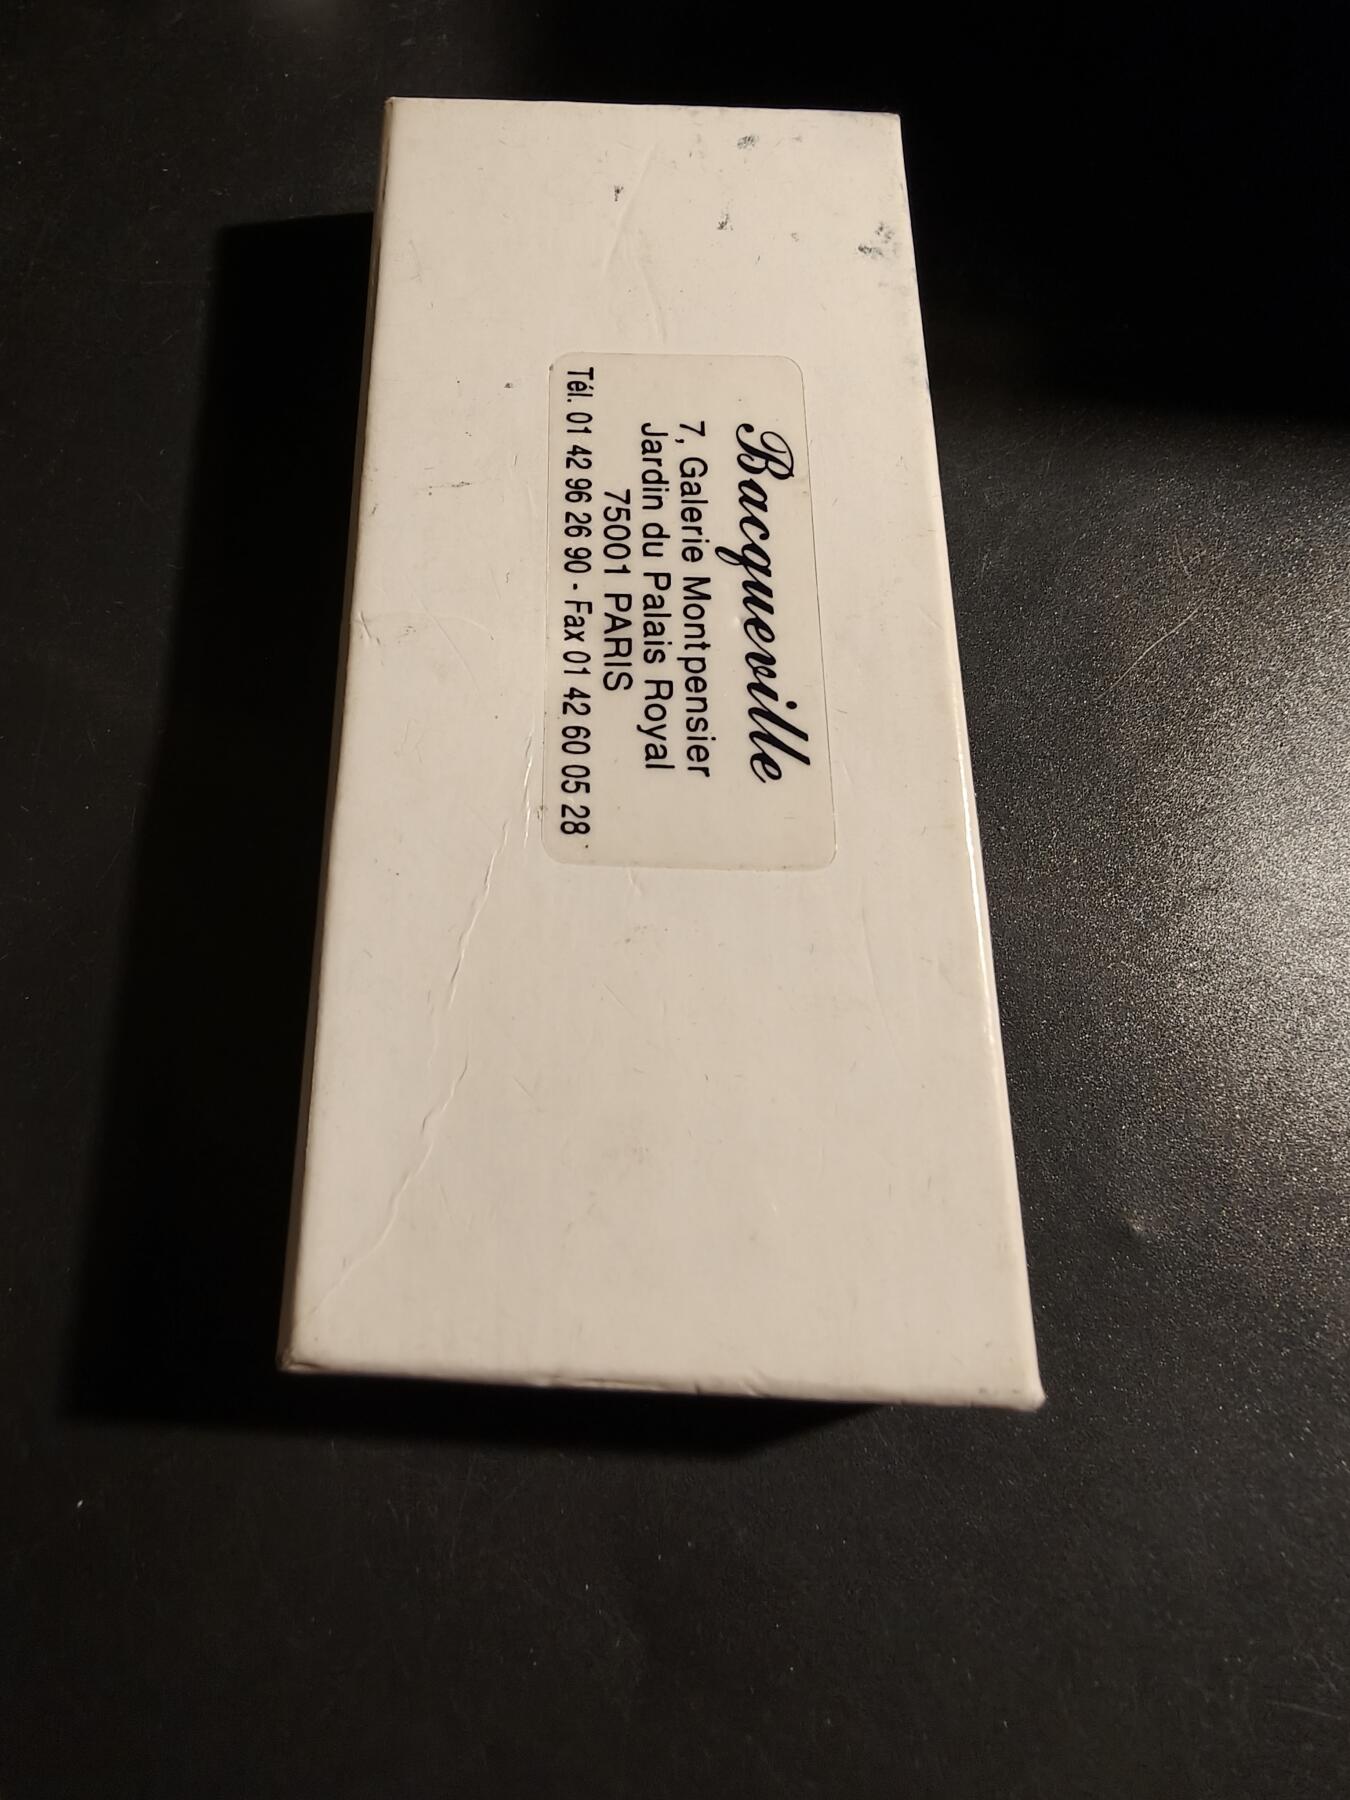 Bacqueville
7, Galerie Montpensier
Jardin du Palais Royal
75001 PARIS
Tél. 01 42 96 26 90 - Fax 01 42 60 05 28